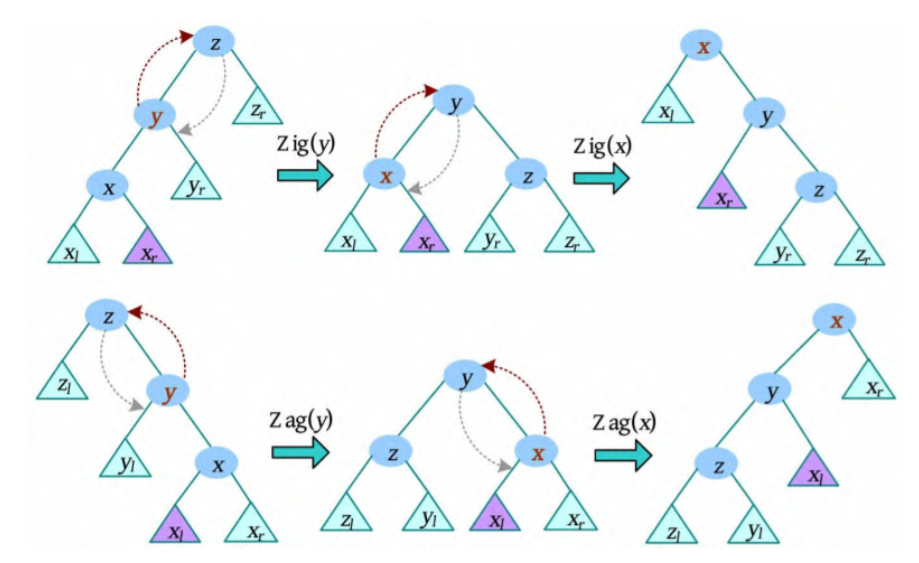 z
y
z_r
Zig(y)
x
y_r
x_l
x_r
y
x
z
x_l
x_r
y_r
z_r
Zig(x)
x
x_l
y
x_r
z
y_r
z_r
z
z_l
y
Zag(y)
y_l
x
x_l
x_r
y
z
x
z_l
y_l
x_l
x_r
Zag(x)
x
y
x_r
z
x_l
z_l
y_l